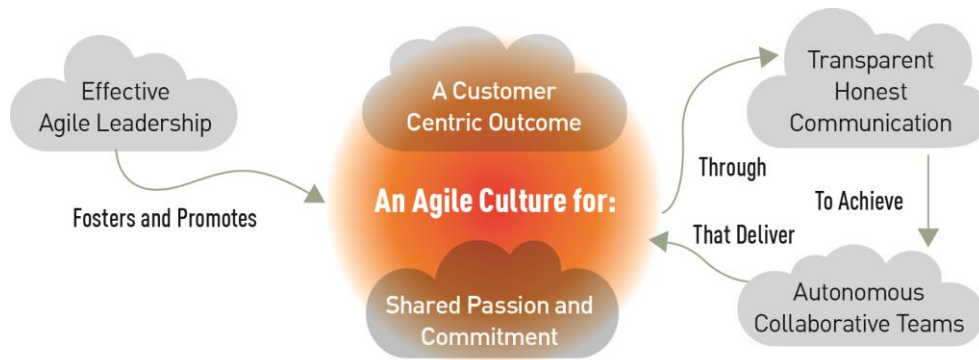 Effective
Agile Leadership
Fosters and Promotes
A Customer
Centric Outcome
An Agile Culture for:
Shared Passion and
Commitment
Through
Transparent
Honest
Communication
To Achieve
Autonomous
Collaborative Teams
That Deliver